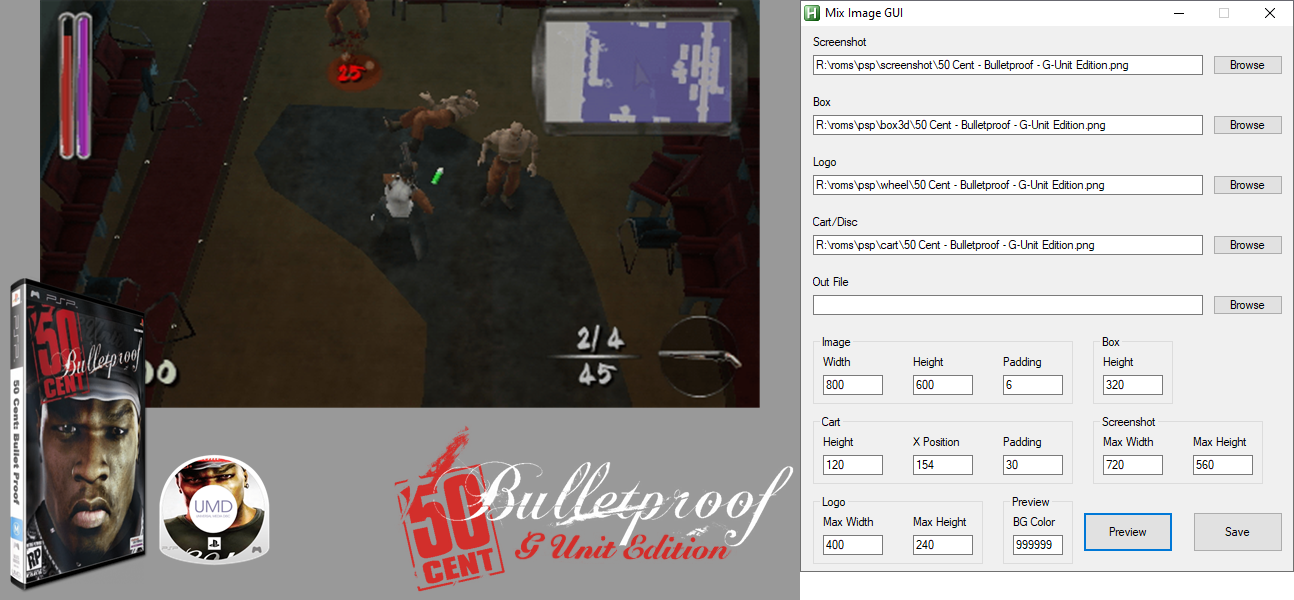 25
2/4
45
00
PSP
50
CENT
Bulletproof
50 Cent: Bullet Proof
RP
UMD
50
CENT
Bulletproof
G Unit Edition
Mix Image GUI
Screenshot
R:\roms\psp\screenshot\50 Cent - Bulletproof - G-Unit Edition.png
Browse
Box
R:\roms\psp\box3d\50 Cent - Bulletproof - G-Unit Edition.png
Browse
Logo
R:\roms\psp\wheel\50 Cent - Bulletproof - G-Unit Edition.png
Browse
Cart/Disc
R:\roms\psp\cart\50 Cent - Bulletproof - G-Unit Edition.png
Browse
Out File
Browse
Image
Width Height Padding
800 600 6
Box
Height
320
Cart
Height X Position Padding
120 154 30
Screenshot
Max Width Max Height
720 560
Logo
Max Width Max Height
400 240
Preview
BG Color
999999
Preview
Save